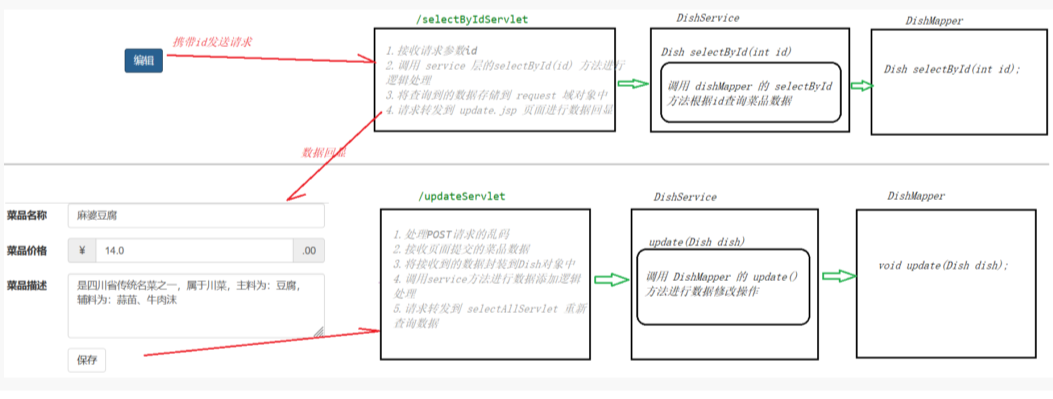 /selectByIdServlet
DishService
DishMapper
携带id发送请求
编辑
1.接收请求参数id
2.调用 service 层的selectById(id) 方法进行
逻辑处理
3.将查询到的数据存储到 request 域对象中
4.请求转发到 update.jsp 页面进行数据回显
Dish selectById(int id)
调用 dishMapper 的 selectById
方法根据id查询菜品数据
Dish selectById(int id);
数据回显
/updateServlet
DishService
DishMapper
菜品名称
麻婆豆腐
菜品价格
¥
14.0
.00
菜品描述
是四川省传统名菜之一，属于川菜，主料为：豆腐，
辅料为：蒜苗、牛肉沫
保存
1.处理POST请求的乱码
2.接收页面提交的菜品数据
3.将接收到的数据封装到Dish对象中
4.调用service方法进行数据添加逻辑
处理
5.请求转发到 selectAllServlet 重新
查询数据
update(Dish dish)
调用 DishMapper 的 update()
方法进行数据修改操作
void update(Dish dish);